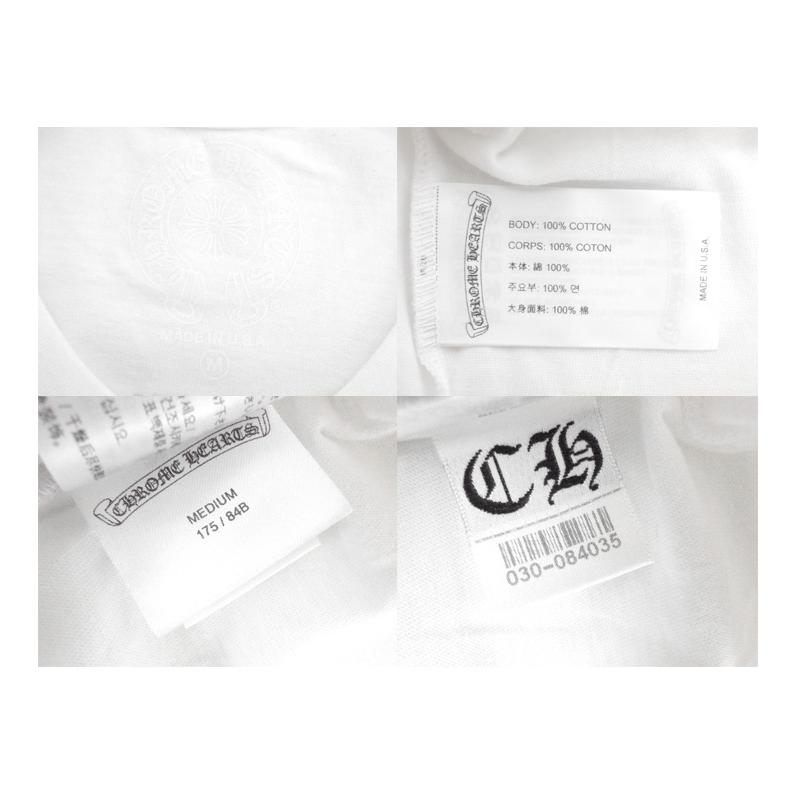 CHROME HEARTS
MADE IN U.S.A
M
CHROME HEARTS
BODY: 100% COTTON
CORPS: 100% COTON
本体: 綿 100%
주요부: 100% 면
大身面料: 100% 棉
MADE IN U.S.A
CHROME HEARTS
MEDIUM
175 / 84B
CH
030-084035